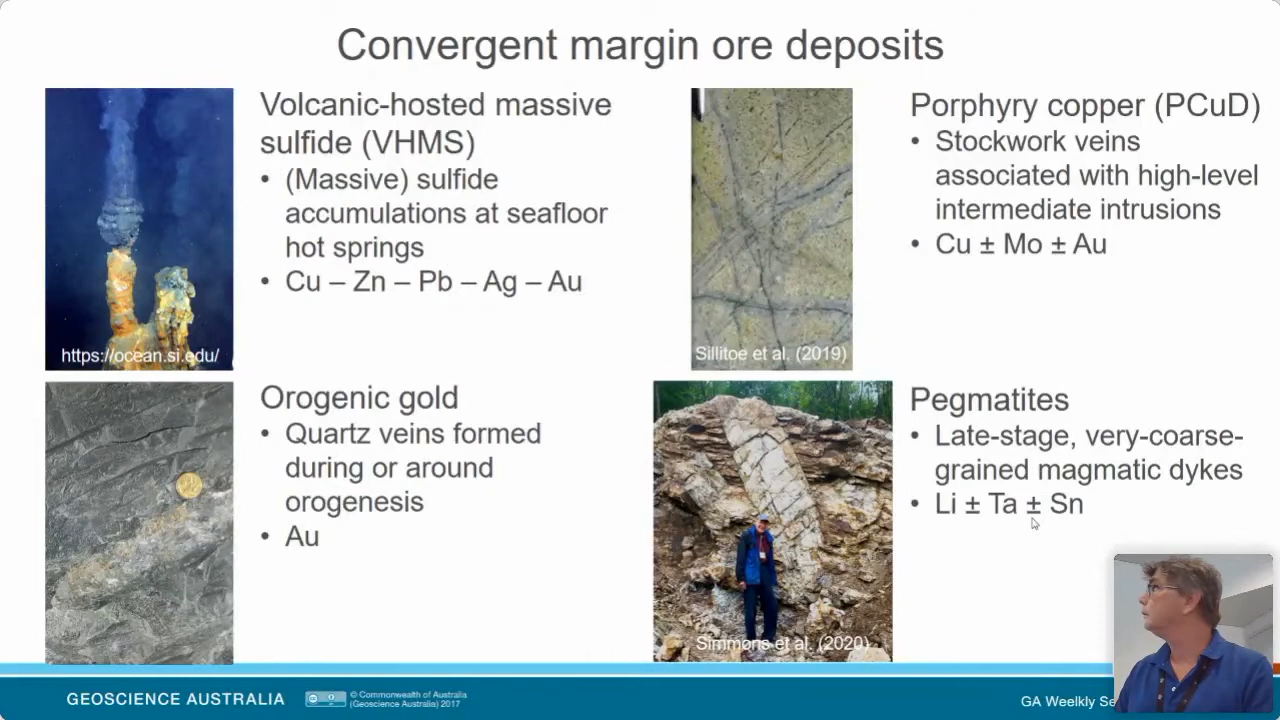 Convergent margin ore deposits
Volcanic-hosted massive
sulfide (VHMS)
• (Massive) sulfide
accumulations at seafloor
hot springs
• Cu – Zn – Pb – Ag – Au
https://ocean.si.edu/
Porphyry copper (PCuD)
• Stockwork veins
associated with high-level
intermediate intrusions
• Cu ± Mo ± Au
Sillitoe et al. (2019)
Orogenic gold
• Quartz veins formed
during or around
orogenesis
• Au
Pegmatites
• Late-stage, very-coarse-
grained magmatic dykes
• Li ± Ta ± Sn
Simmons et al. (2020)
GEOSCIENCE AUSTRALIA
© Commonwealth of Australia
(Geoscience Australia) 2017
GA Weelkly Se